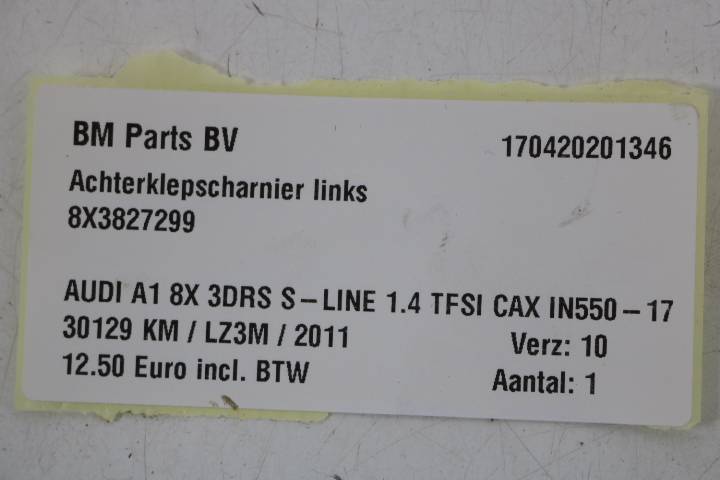 BM Parts BV 170420201346
Achterklepscharnier links
8X3827299
AUDI A1 8X 3DRS S-LINE 1.4 TFSI CAX IN550-17
30129 KM / LZ3M / 2011 Verz: 10
12.50 Euro incl. BTW Aantal: 1